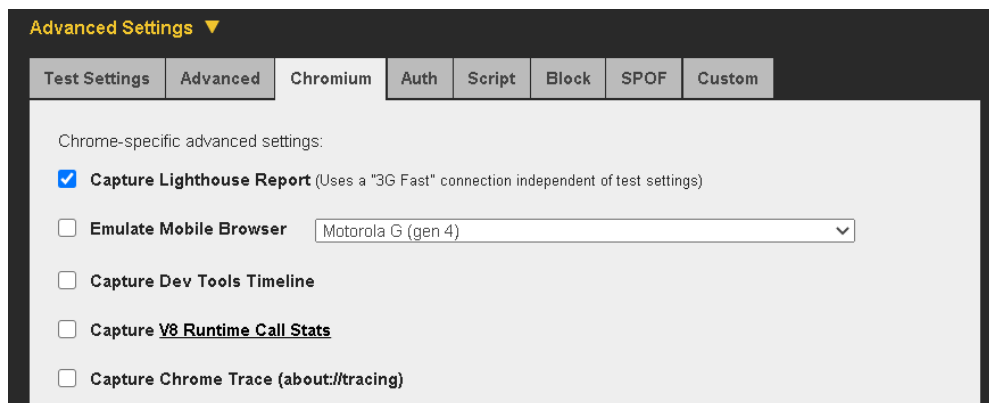 Advanced Settings ▼
Test Settings Advanced Chromium Auth Script Block SPOF Custom
Chrome-specific advanced settings:
Capture Lighthouse Report (Uses a "3G Fast" connection independent of test settings)
Emulate Mobile Browser Motorola G (gen 4)
Capture Dev Tools Timeline
Capture V8 Runtime Call Stats
Capture Chrome Trace (about://tracing)